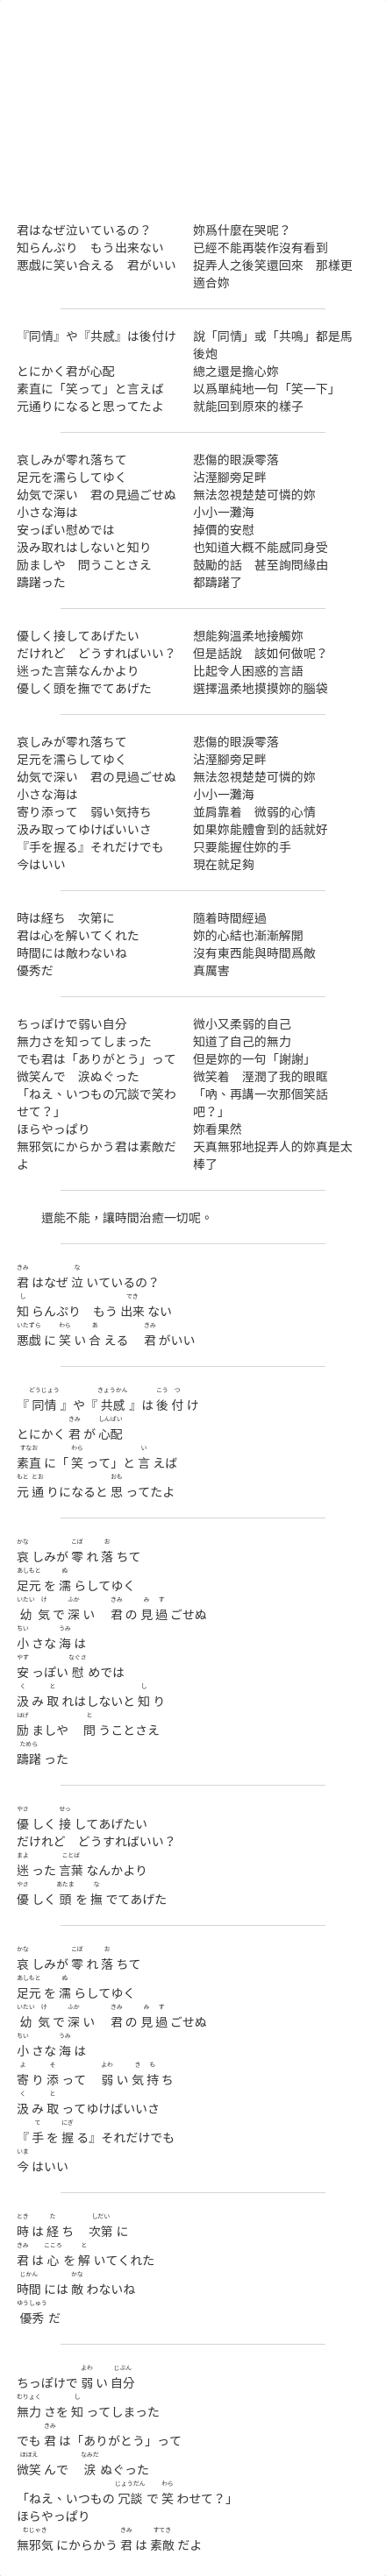 君はなぜ泣いているの？
知らんぷり　もう出来ない
悪戯に笑い合える　君がいい
妳爲什麼在哭呢？
已經不能再裝作沒有看到
捉弄人之後笑還回來　那樣更
適合妳
『同情』や『共感』は後付け
とにかく君が心配
素直に「笑って」と言えば
元通りになると思ってたよ
說「同情」或「共鳴」都是馬
後炮
總之還是擔心妳
以爲單純地一句「笑一下」
就能回到原來的樣子
哀しみが零れ落ちて
足元を濡らしてゆく
幼気で深い　君の見過ごせぬ
小さな海は
安っぽい慰めでは
汲み取れはしないと知り
励ましや　問うことさえ
躊躇った
悲傷的眼淚零落
沾溼腳旁足畔
無法忽視楚楚可憐的妳
小小一灘海
掉價的安慰
也知道大概不能感同身受
鼓勵的話　甚至詢問緣由
都躊躇了
優しく接してあげたい
だけれど　どうすればいい？
迷った言葉なんかより
優しく頭を撫でてあげた
想能夠溫柔地接觸妳
但是話說　該如何做呢？
比起令人困惑的言語
選擇溫柔地摸摸妳的腦袋
哀しみが零れ落ちて
足元を濡らしてゆく
幼気で深い　君の見過ごせぬ
小さな海は
寄り添って　弱い気持ち
汲み取ってゆけばいいさ
『手を握る』それだけでも
今はいい
悲傷的眼淚零落
沾溼腳旁足畔
無法忽視楚楚可憐的妳
小小一灘海
並肩靠着　微弱的心情
如果妳能體會到的話就好
只要能握住妳的手
現在就足夠
時は経ち　次第に
君は心を解いてくれた
時間には敵わないね
優秀だ
隨着時間經過
妳的心結也漸漸解開
沒有東西能與時間爲敵
真厲害
ちっぽけで弱い自分
無力さを知ってしまった
でも君は「ありがとう」って
微笑んで　涙ぬぐった
「ねえ、いつもの冗談で笑わ
せて？」
ほらやっぱり
無邪気にからかう君は素敵だ
よ
微小又柔弱的自己
知道了自己的無力
但是妳的一句「謝謝」
微笑着　溼潤了我的眼眶
「吶、再講一次那個笑話
吧？」
妳看果然
天真無邪地捉弄人的妳真是太
棒了
還能不能，讓時間治癒一切呢。
きみ　な
君はなぜ泣いているの？
し　でき
知らんぷり　もう出来ない
いたずら　わら　あ　きみ
悪戯に笑い合える　君がいい
どうじょう　きょうかん　こう　つ
『同情』や『共感』は後付け
きみ　しんぱい
とにかく君が心配
すなお　わら　い
素直に「笑って」と言えば
もと　とお　おも
元通りになると思ってたよ
かな　こぼ　お
哀しみが零れ落ちて
あしもと　ぬ
足元を濡らしてゆく
いたい　け　ふか　きみ　み　す
幼気で深い　君の見過ごせぬ
ちい　うみ
小さな海は
やす　なぐさ
安っぽい慰めでは
く　と　し
汲み取れはしないと知り
はげ　と
励ましや　問うことさえ
ためら
躊躇った
やさ　せっ
優しく接してあげたい
だけれど　どうすればいい？
まよ　ことば
迷った言葉なんかより
やさ　あたま　な
優しく頭を撫でてあげた
かな　こぼ　お
哀しみが零れ落ちて
あしもと　ぬ
足元を濡らしてゆく
いたい　け　ふか　きみ　み　す
幼気で深い　君の見過ごせぬ
ちい　うみ
小さな海は
よ　そ　よわ　き　も
寄り添って　弱い気持ち
く　と
汲み取ってゆけばいいさ
て　にぎ
『手を握る』それだけでも
いま
今はいい
とき　た　しだい
時は経ち　次第に
きみ　こころ　と
君は心を解いてくれた
じかん　かな
時間には敵わないね
ゆうしゅう
優秀だ
よわ　じぶん
ちっぽけで弱い自分
むりょく　し
無力さを知ってしまった
きみ
でも君は「ありがとう」って
ほほえ　なみだ
微笑んで　涙ぬぐった
じょうだん　わら
「ねえ、いつもの冗談で笑わせて？」
ほらやっぱり
むじゃき　きみ　すてき
無邪気にからかう君は素敵だよ